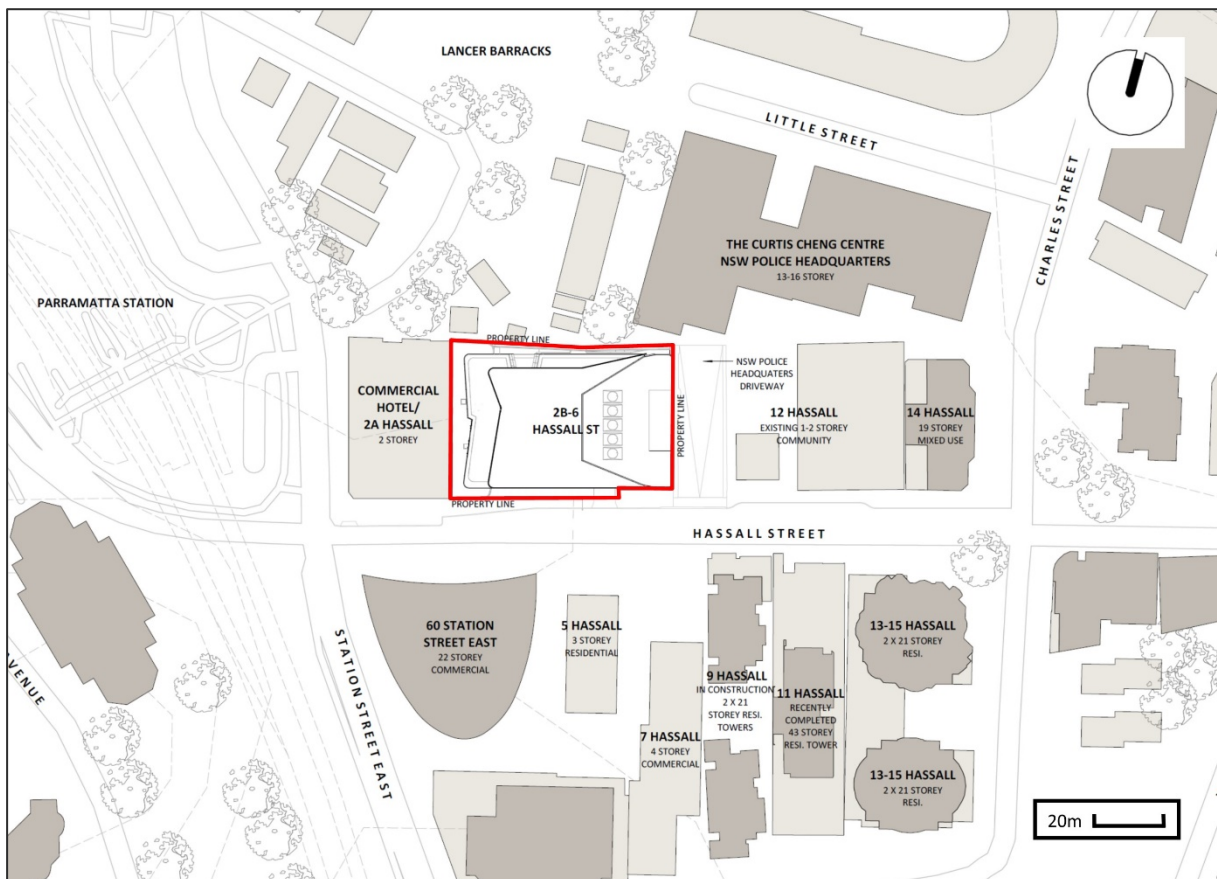 LANCER BARRACKS
LITTLE STREET
CHARLES STREET
THE CURTIS CHENG CENTRE
NSW POLICE HEADQUARTERS
13-16 STOREY
PARRAMATTA STATION
PROPERTY LINE
NSW POLICE
HEADQUATERS
DRIVEWAY
COMMERCIAL
HOTEL/
2A HASSALL
2 STOREY
2B-6
HASSALL ST
PROPERTY LINE
12 HASSALL
EXISTING 1-2 STOREY
COMMUNITY
14 HASSALL
19 STOREY
MIXED USE
PROPERTY LINE
HASSALL STREET
60 STATION
STREET EAST
22 STOREY
COMMERCIAL
5 HASSALL
3 STOREY
RESIDENTIAL
13-15 HASSALL
2 X 21 STOREY
RESI.
9 HASSALL
IN CONSTRUCTION
2 X 21
STOREY RESI.
TOWERS
11 HASSALL
RECENTLY
COMPLETED
43 STOREY
RESI. TOWER
AVENUE
STATION STREET EAST
7 HASSALL
4 STOREY
COMMERCIAL
13-15 HASSALL
2 X 21 STOREY
RESI.
20m